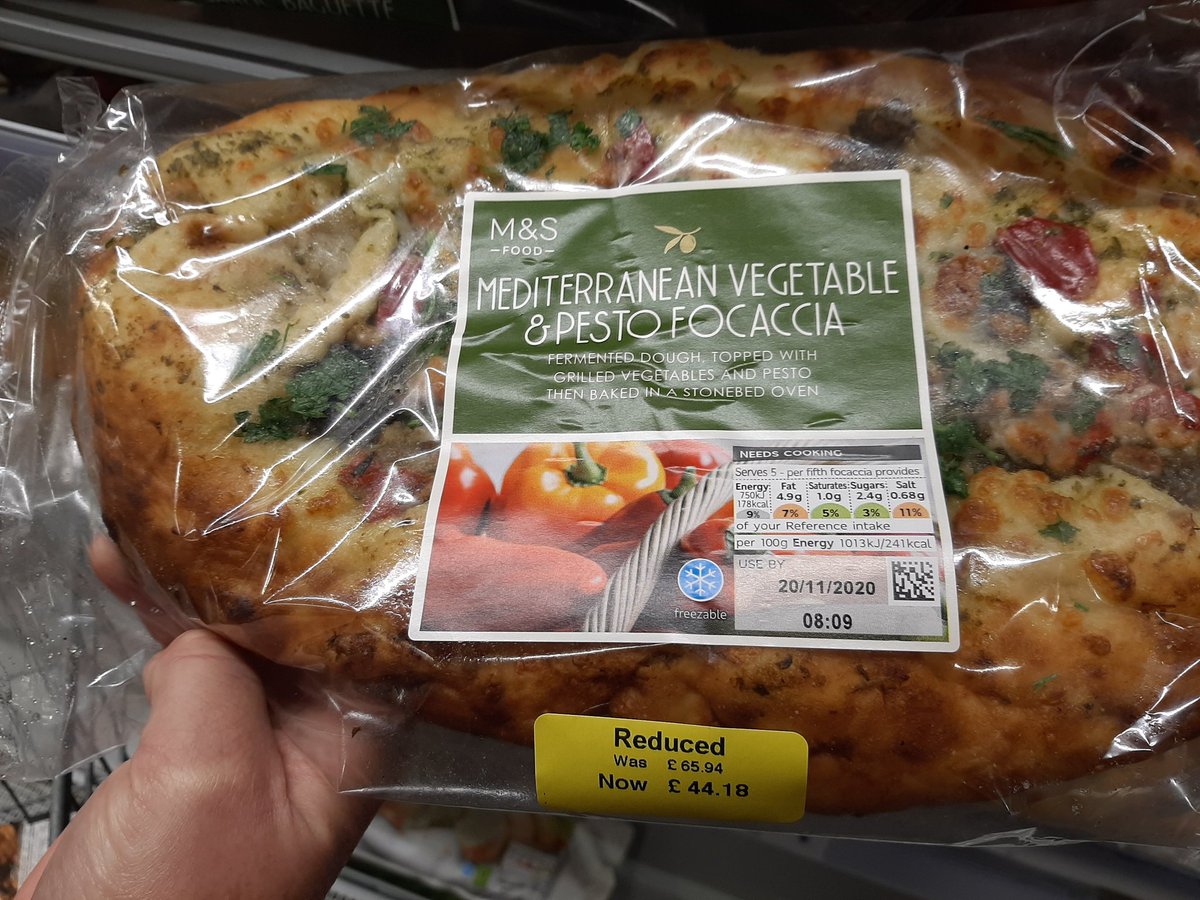 BAGUETTE
M&S
FOOD
MEDITERRANEAN VEGETABLE
& PESTO FOCACCIA
FERMENTED DOUGH, TOPPED WITH
GRILLED VEGETABLES AND PESTO
THEN BAKED IN A STONEBED OVEN
NEEDS COOKING
Serves 5 - per fifth focaccia provides
Energy: Fat Saturates: Sugars: Salt
750kJ 4.9g 1.0g 2.4g 0.68g
178kcal
9% 7% 5% 3% 11%
of your Reference intake
per 100g Energy 1013kJ/241kcal
USE BY
20/11/2020
08:09
freezable
Reduced
Was £ 65.94
Now £ 44.18